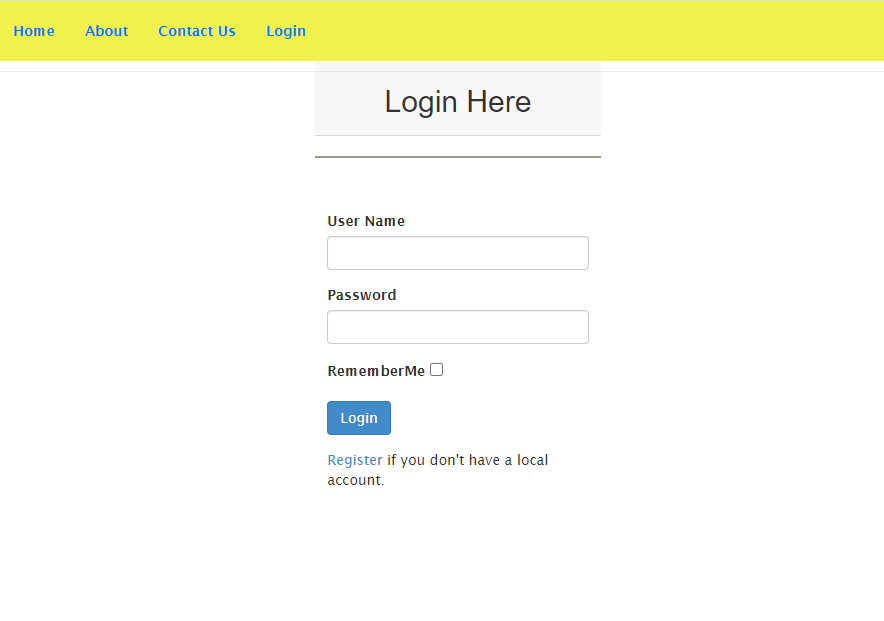 Home About Contact Us Login
Login Here
User Name
Password
RememberMe
Login
Register if you don't have a local
account.